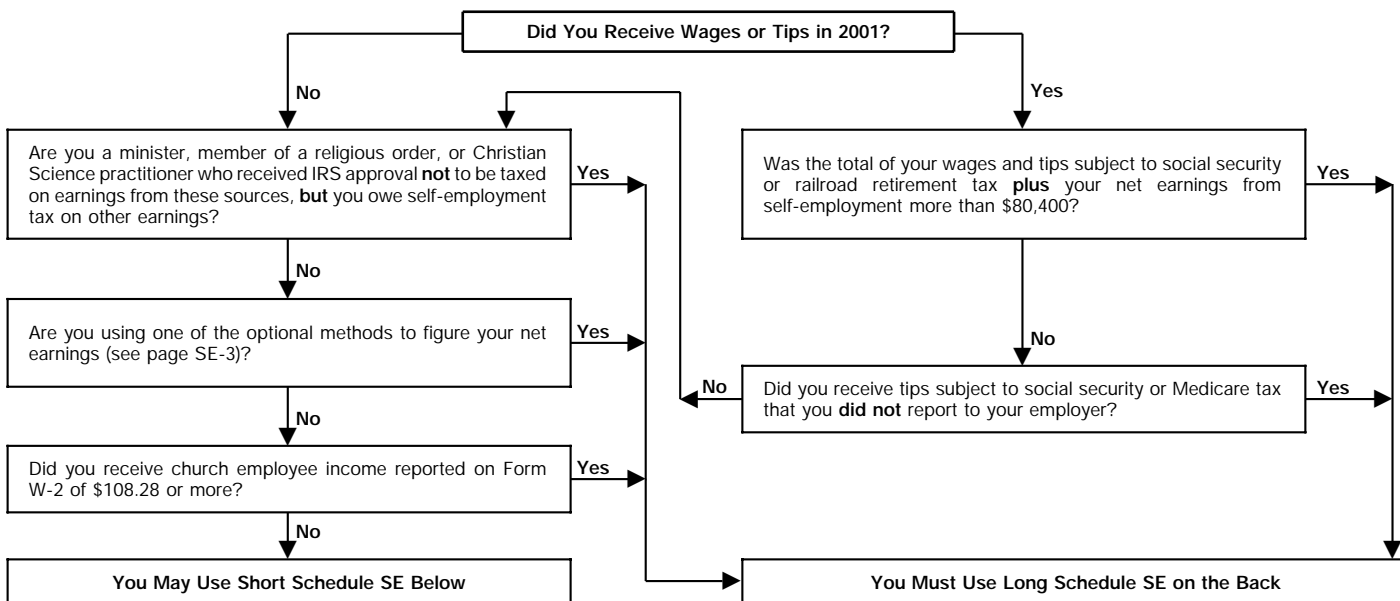 Did You Receive Wages or Tips in 2001?
No
Yes
Are you a minister, member of a religious order, or Christian
Science practitioner who received IRS approval not to be taxed
on earnings from these sources, but you owe self-employment
tax on other earnings?
Yes
Was the total of your wages and tips subject to social security
or railroad retirement tax plus your net earnings from
self-employment more than $80,400?
Yes
No
Are you using one of the optional methods to figure your net
earnings (see page SE-3)?
Yes
No
No
Did you receive tips subject to social security or Medicare tax
that you did not report to your employer?
Yes
No
Did you receive church employee income reported on Form
W-2 of $108.28 or more?
Yes
No
You May Use Short Schedule SE Below
You Must Use Long Schedule SE on the Back